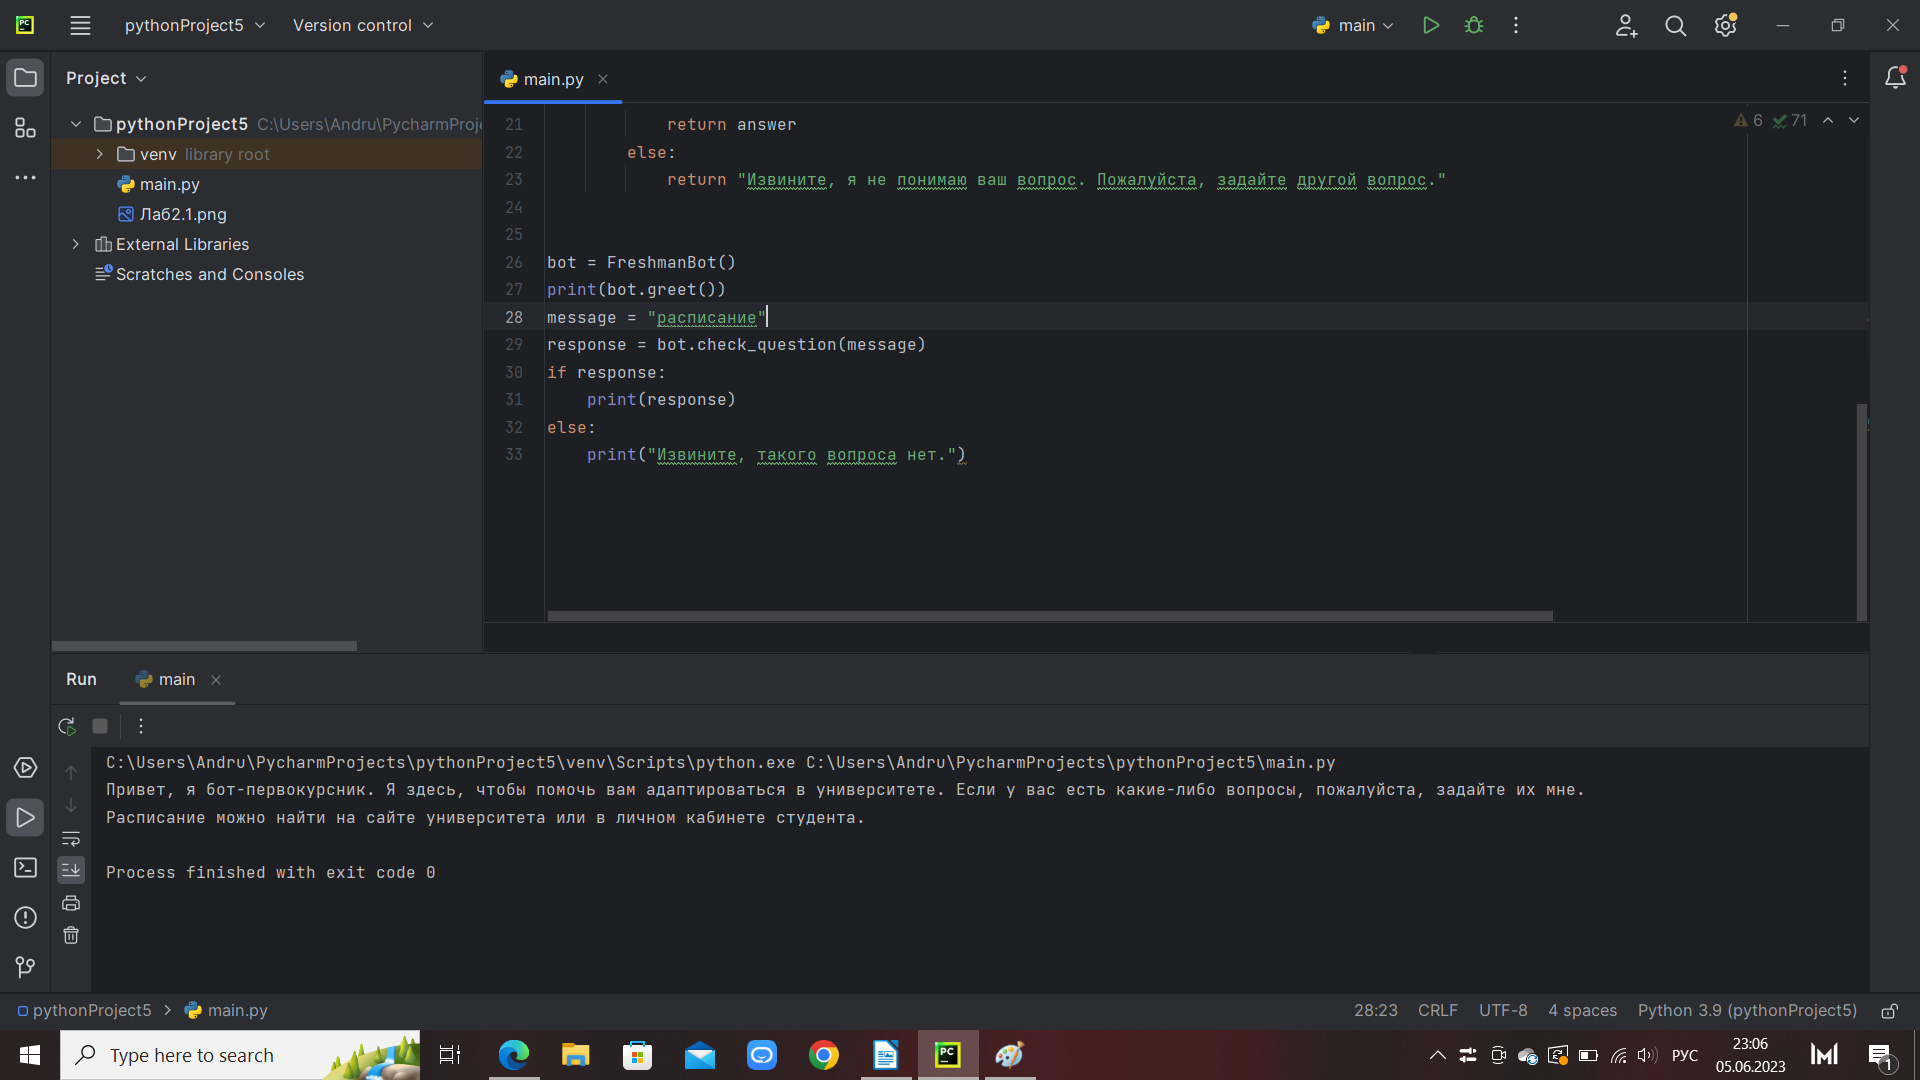 PC
pythonProject5
Version control
main
Project
main.py
pythonProject5 C:\Users\Andru\PycharmProj
venv library root
main.py
Лаб2.1.png
External Libraries
Scratches and Consoles
6 71
21 return answer
22 else:
23 return "Извините, я не понимаю ваш вопрос. Пожалуйста, задайте другой вопрос."
24
25
26 bot = FreshmanBot()
27 print(bot.greet())
28 message = "расписание"
29 response = bot.check_question(message)
30 if response:
31 print(response)
32 else:
33 print("Извините, такого вопроса нет.")
Run main
C:\Users\Andru\PycharmProjects\pythonProject5\venv\Scripts\python.exe C:\Users\Andru\PycharmProjects\pythonProject5\main.py
Привет, я бот-первокурсник. Я здесь, чтобы помочь вам адаптироваться в университете. Если у вас есть какие-либо вопросы, пожалуйста, задайте их мне.
Расписание можно найти на сайте университета или в личном кабинете студента.
Process finished with exit code 0
pythonProject5 > main.py
28:23 CRLF UTF-8 4 spaces Python 3.9 (pythonProject5)
Type here to search
PC
РУС
23:06
05.06.2023
1